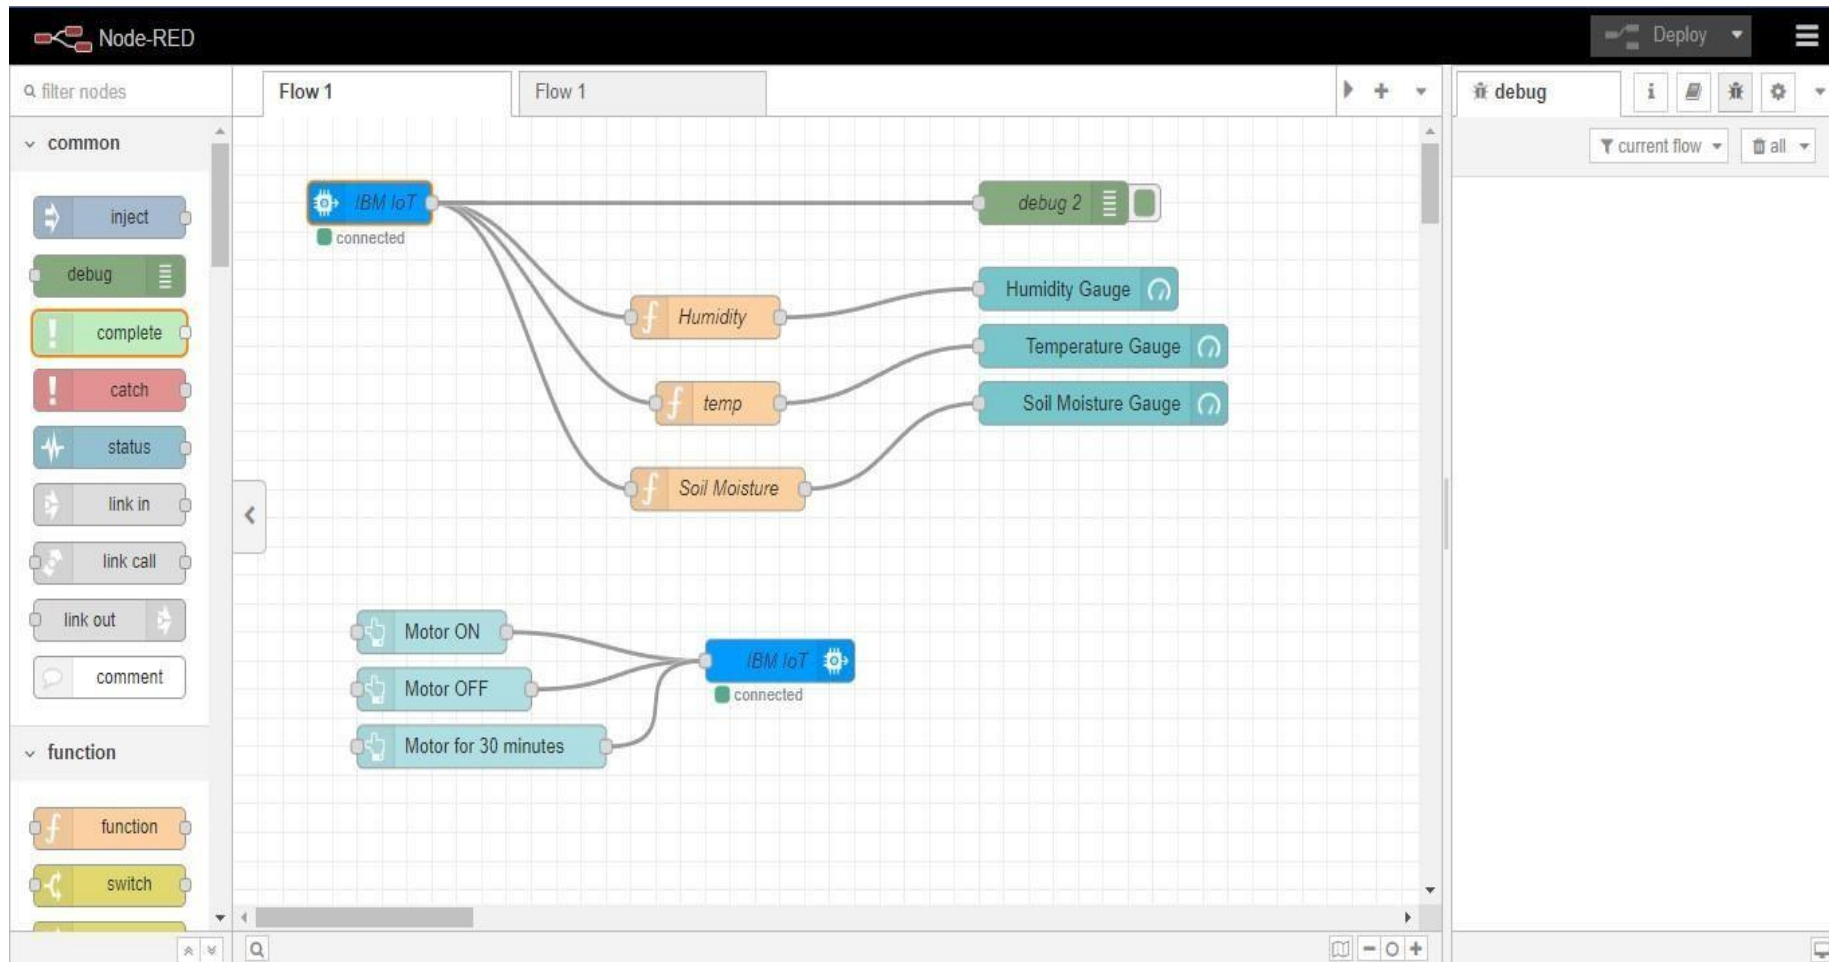 Node-RED
Deploy
filter nodes
Flow 1
Flow 1
debug
i
current flow
all
common
inject
debug
complete
catch
status
link in
link call
link out
comment
function
function
switch
IBM IoT
connected
debug 2
Humidity
Humidity Gauge
temp
Temperature Gauge
Soil Moisture
Soil Moisture Gauge
Motor ON
Motor OFF
Motor for 30 minutes
IBM IoT
connected